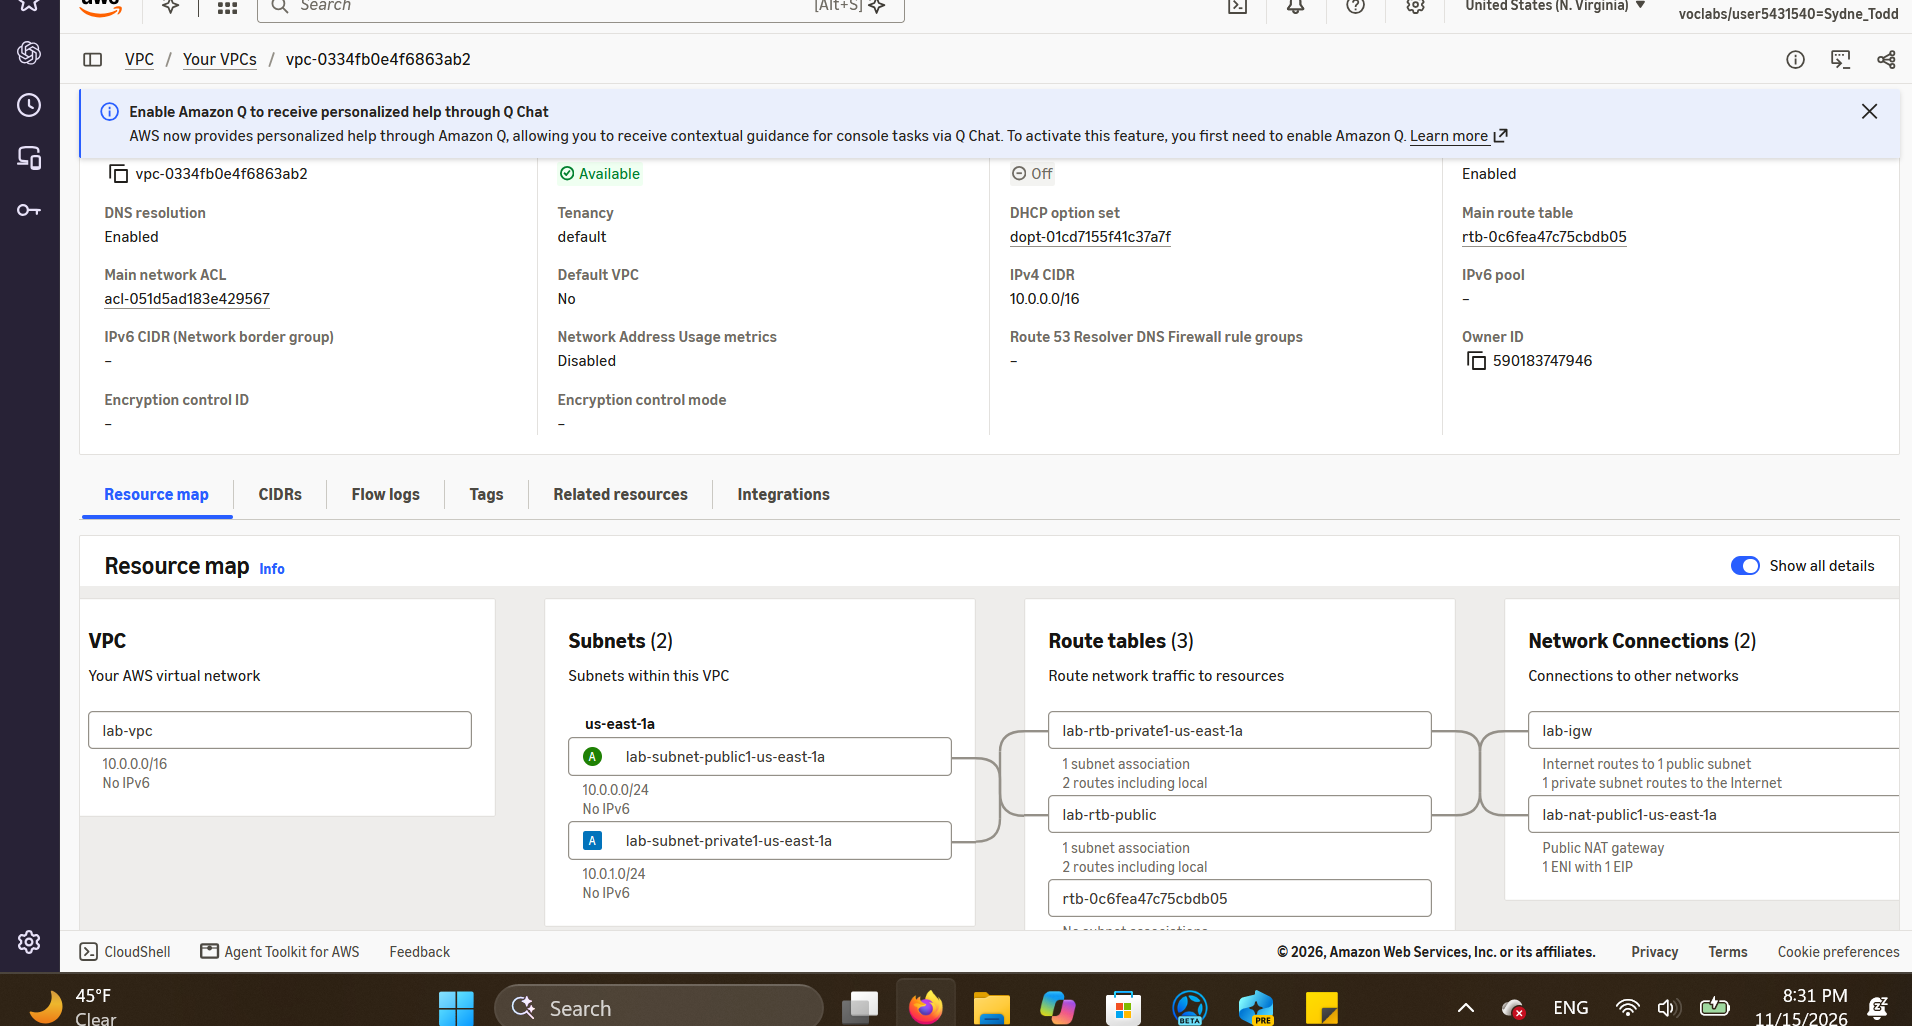 aws
Search
[Alt+S]
United States (N. Virginia)
voclabs/user5431540=Sydne_Todd
VPC / Your VPCs / vpc-0334fb0e4f6863ab2
Enable Amazon Q to receive personalized help through Q Chat
AWS now provides personalized help through Amazon Q, allowing you to receive contextual guidance for console tasks via Q Chat. To activate this feature, you first need to enable Amazon Q. Learn more
vpc-0334fb0e4f6863ab2
Available
Off
Enabled
DNS resolution
Enabled
Tenancy
default
DHCP option set
dopt-01cd7155f41c37a7f
Main route table
rtb-0c6fea47c75cbdb05
Main network ACL
acl-051d5ad183e429567
Default VPC
No
IPv4 CIDR
10.0.0.0/16
IPv6 pool
–
IPv6 CIDR (Network border group)
–
Network Address Usage metrics
Disabled
Route 53 Resolver DNS Firewall rule groups
–
Owner ID
590183747946
Encryption control ID
–
Encryption control mode
–
Resource map
CIDRs
Flow logs
Tags
Related resources
Integrations
Resource map Info
Show all details
VPC
Your AWS virtual network
lab-vpc
10.0.0.0/16
No IPv6
Subnets (2)
Subnets within this VPC
us-east-1a
A lab-subnet-public1-us-east-1a
10.0.0.0/24
No IPv6
A lab-subnet-private1-us-east-1a
10.0.1.0/24
No IPv6
Route tables (3)
Route network traffic to resources
lab-rtb-private1-us-east-1a
1 subnet association
2 routes including local
lab-rtb-public
1 subnet association
2 routes including local
rtb-0c6fea47c75cbdb05
No subnet associations
Network Connections (2)
Connections to other networks
lab-igw
Internet routes to 1 public subnet
1 private subnet routes to the Internet
lab-nat-public1-us-east-1a
Public NAT gateway
1 ENI with 1 EIP
CloudShell
Agent Toolkit for AWS
Feedback
© 2026, Amazon Web Services, Inc. or its affiliates.
Privacy
Terms
Cookie preferences
45°F
Clear
Search
BETA
PRE
ENG
8:31 PM
11/15/2026